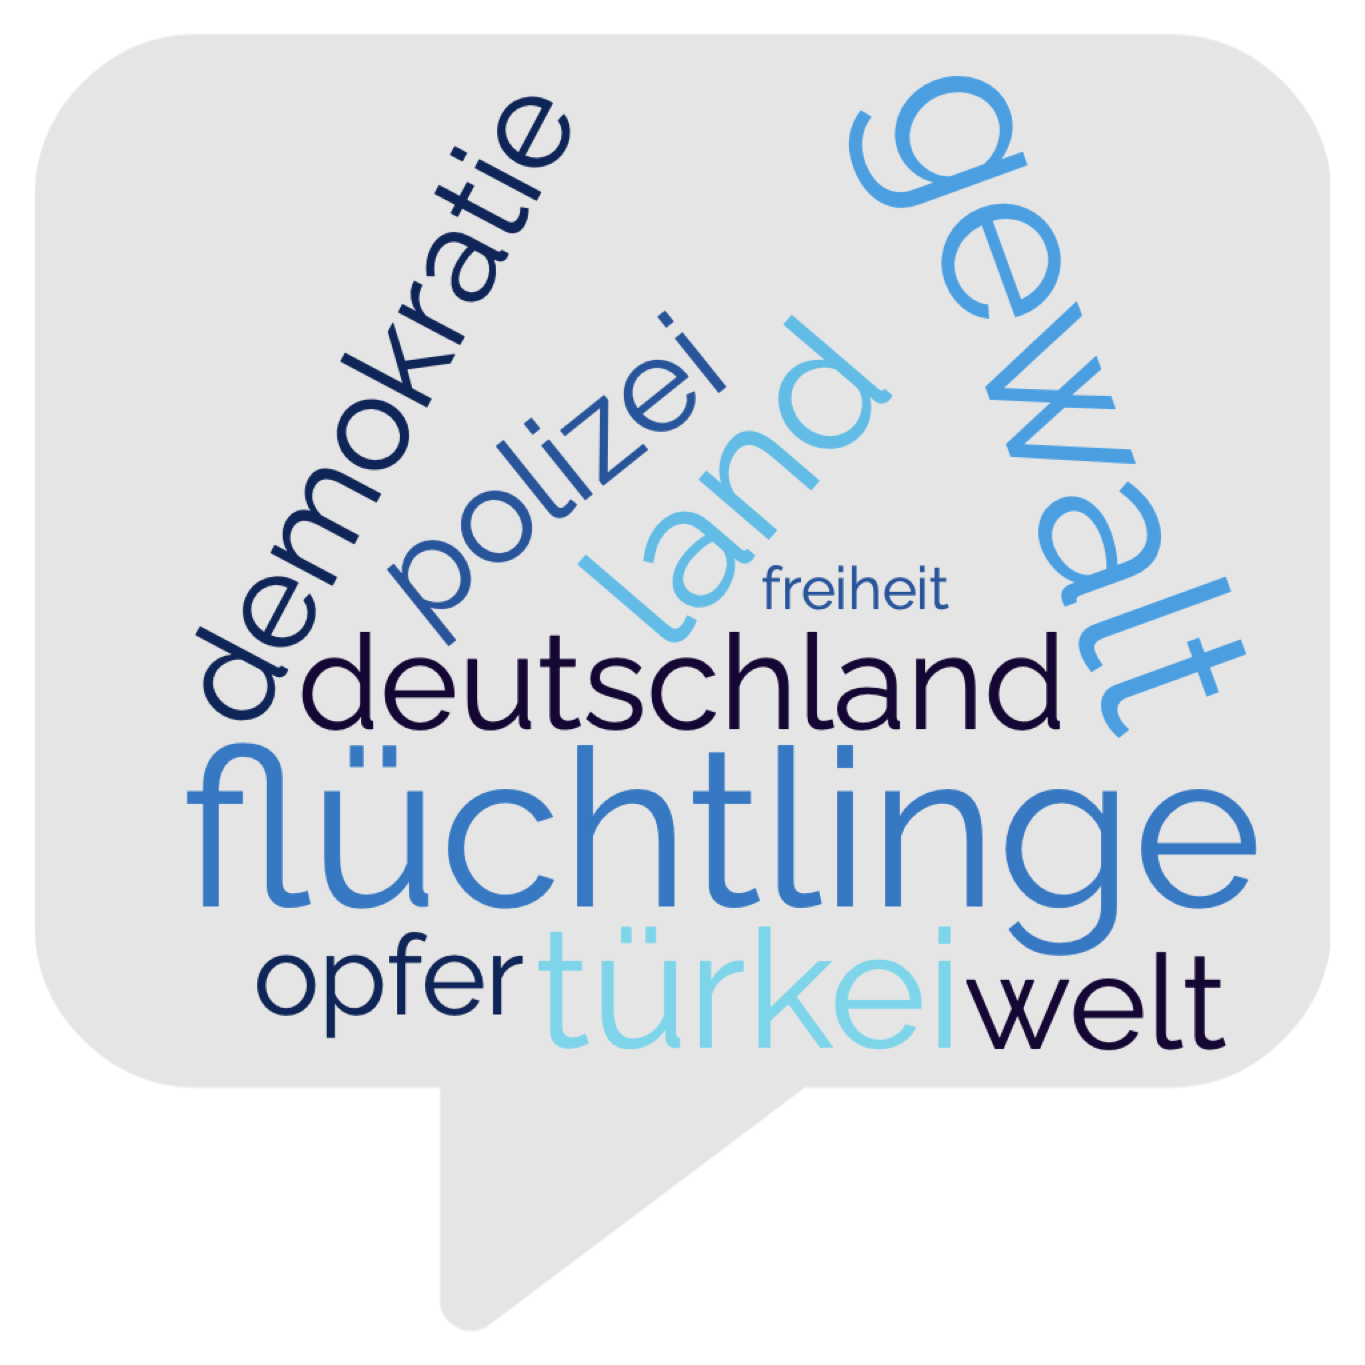 demokratie
gewalt
polizei
land
freiheit
deutschland
flüchtlinge
opfer türkei welt